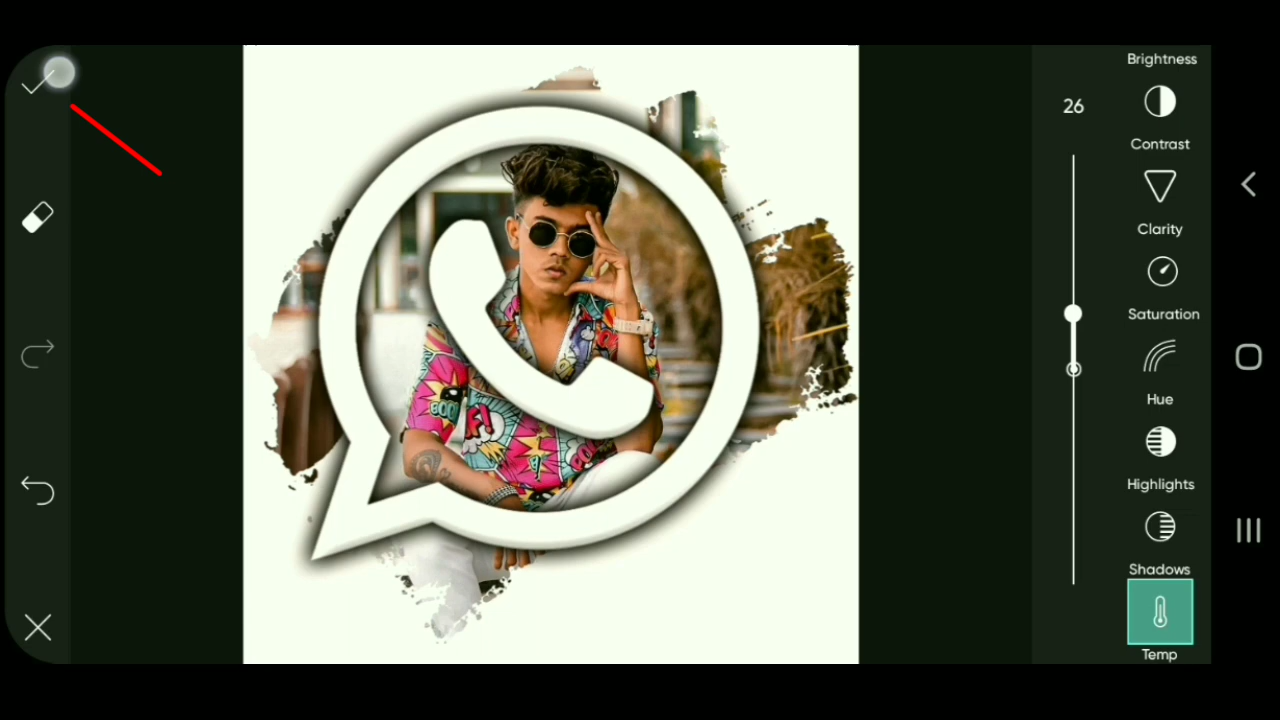 Brightness
26
Contrast
Clarity
Saturation
Hue
Highlights
Shadows
Temp